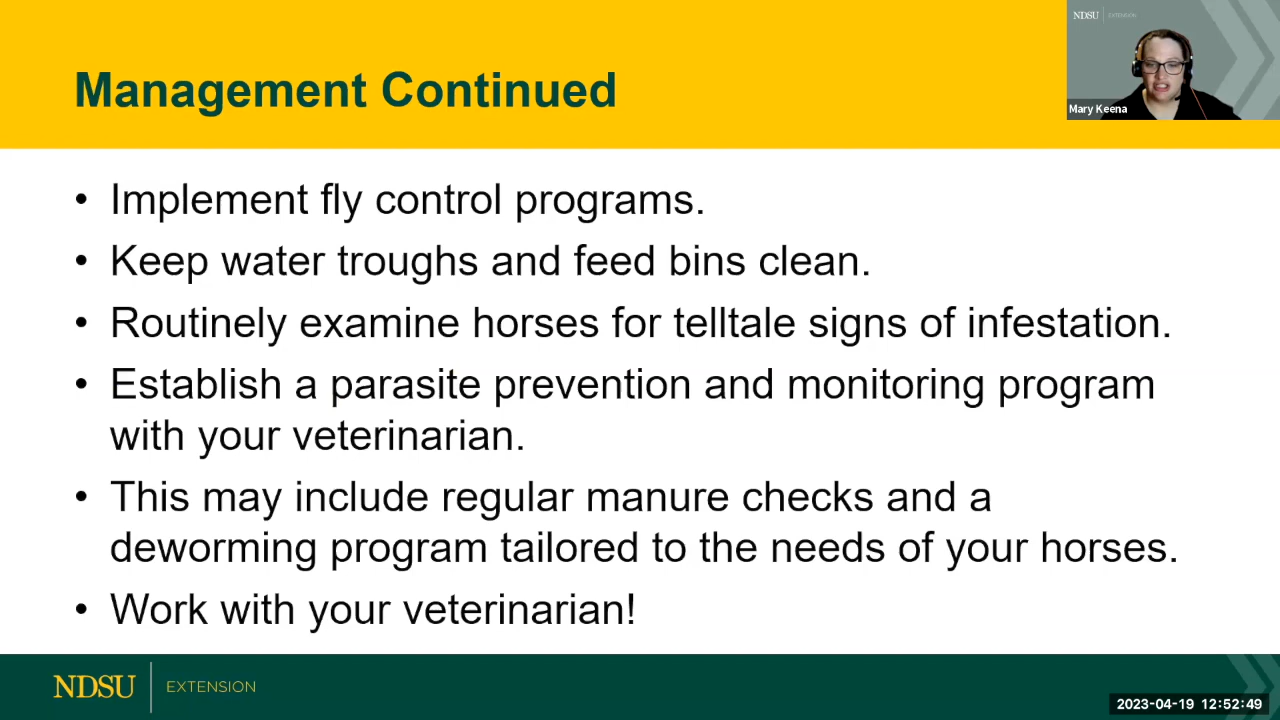 NDSU EXTENSION
Mary Keena
Management Continued
• Implement fly control programs.
• Keep water troughs and feed bins clean.
• Routinely examine horses for telltale signs of infestation.
• Establish a parasite prevention and monitoring program
with your veterinarian.
• This may include regular manure checks and a
deworming program tailored to the needs of your horses.
• Work with your veterinarian!
NDSU EXTENSION
2023-04-19 12:52:49